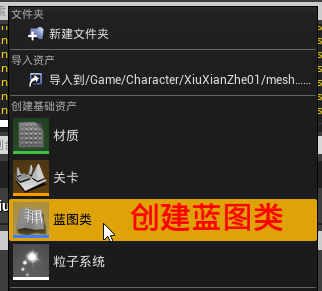 文件夹
新建文件夹
导入资产
导入到/Game/Character/XiuXianZhe01/mesh......
创建基础资产
材质
关卡
蓝图类 创建蓝图类
粒子系统